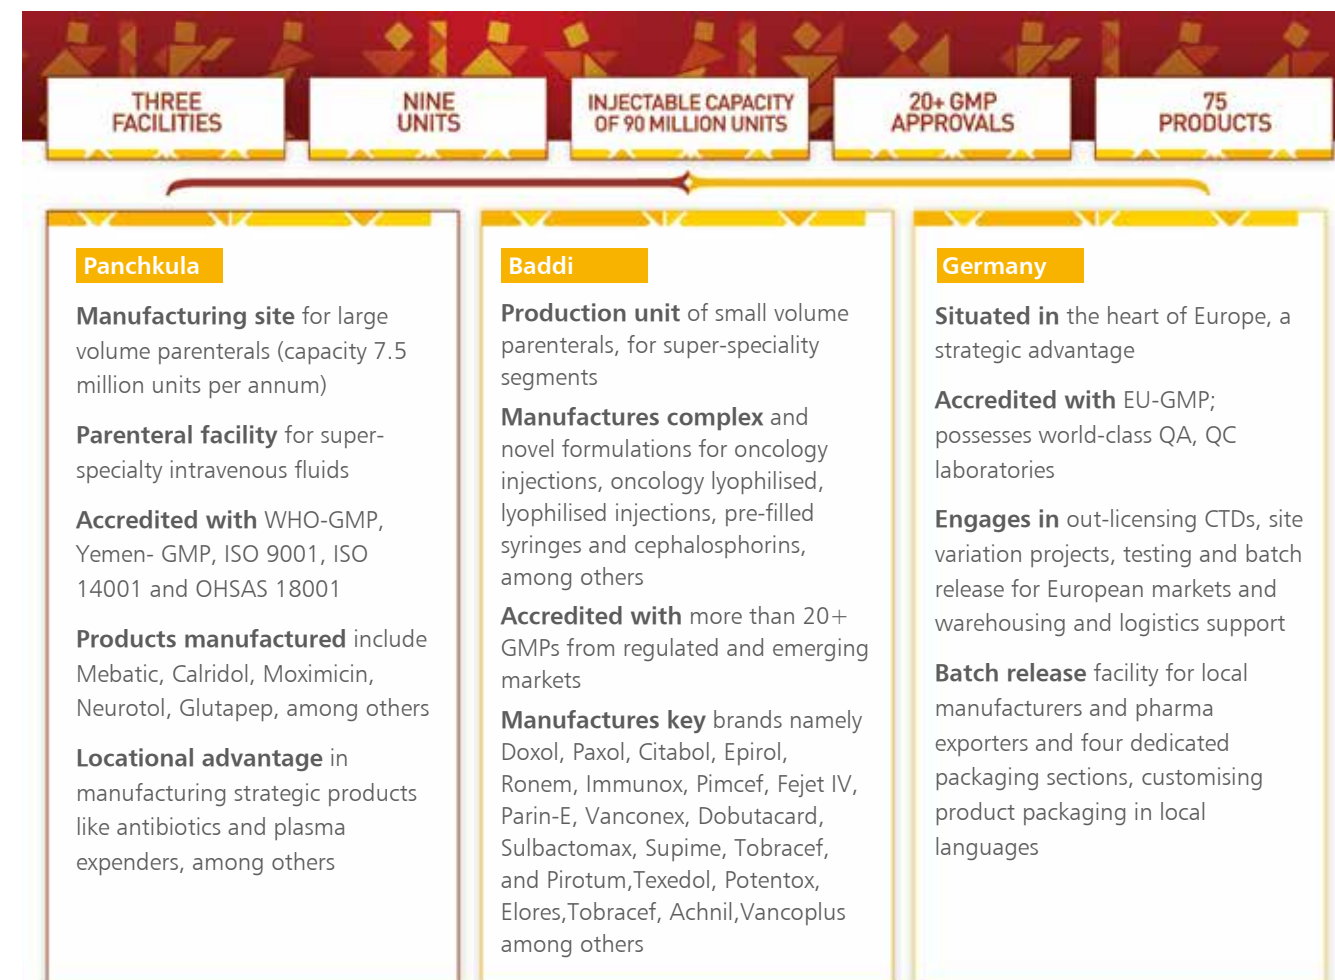 THREE
FACILITIES
NINE
UNITS
INJECTABLE CAPACITY
OF 90 MILLION UNITS
20+ GMP
APPROVALS
75
PRODUCTS
Panchkula
Manufacturing site for large
volume parenterals (capacity 7.5
million units per annum)
Parenteral facility for super-
specialty intravenous fluids
Accredited with WHO-GMP,
Yemen- GMP, ISO 9001, ISO
14001 and OHSAS 18001
Products manufactured include
Mebatic, Calridol, Moximicin,
Neurotol, Glutapep, among others
Locational advantage in
manufacturing strategic products
like antibiotics and plasma
expenders, among others
Baddi
Production unit of small volume
parenterals, for super-speciality
segments
Manufactures complex and
novel formulations for oncology
injections, oncology lyophilised,
lyophilised injections, pre-filled
syringes and cephalosphorins,
among others
Accredited with more than 20+
GMPs from regulated and emerging
markets
Manufactures key brands namely
Doxol, Paxol, Citabol, Epirol,
Ronem, Immunox, Pimcef, Fejet IV,
Parin-E, Vanconex, Dobutacard,
Sulbactomax, Supime, Tobracef,
and Pirotum,Texedol, Potentox,
Elores,Tobracef, Achnil,Vancoplus
among others
Germany
Situated in the heart of Europe, a
strategic advantage
Accredited with EU-GMP;
possesses world-class QA, QC
laboratories
Engages in out-licensing CTDs, site
variation projects, testing and batch
release for European markets and
warehousing and logistics support
Batch release facility for local
manufacturers and pharma
exporters and four dedicated
packaging sections, customising
product packaging in local
languages